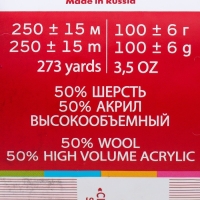 Made in Russia
250 ± 15 м 100 ± 6 г
250 ± 15 m 100 ± 6 g
273 yards 3,5 OZ
50% ШЕРСТЬ
50% АКРИЛ
ВЫСОКООБЪЕМНЫЙ
50% WOOL
50% HIGH VOLUME ACRYLIC